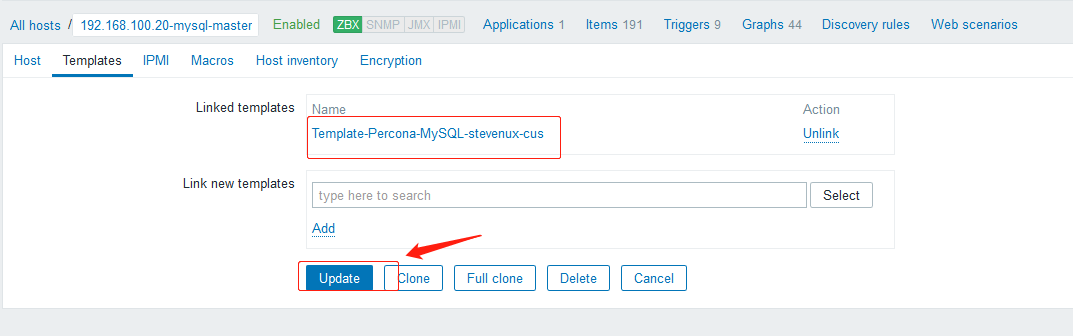 All hosts / 192.168.100.20-mysql-master Enabled ZBX SNMP JMX IPMI Applications 1 Items 191 Triggers 9 Graphs 44 Discovery rules Web scenarios
Host Templates IPMI Macros Host inventory Encryption
Linked templates Name Action
Template-Percona-MySQL-stevenux-cus Unlink
Link new templates type here to search Select
Add
Update Clone Full clone Delete Cancel